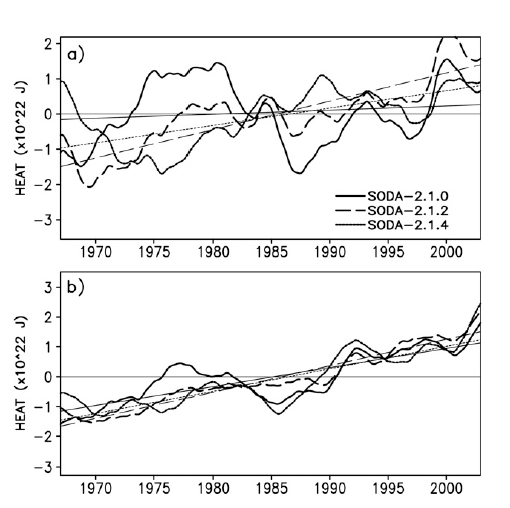 a)
2
1
0
-1
-2
-3
HEAT (x10^22 J)
SODA-2.1.0
SODA-2.1.2
SODA-2.1.4
1970 1975 1980 1985 1990 1995 2000
b)
3
2
1
0
-1
-2
-3
HEAT (x10^22 J)
1970 1975 1980 1985 1990 1995 2000